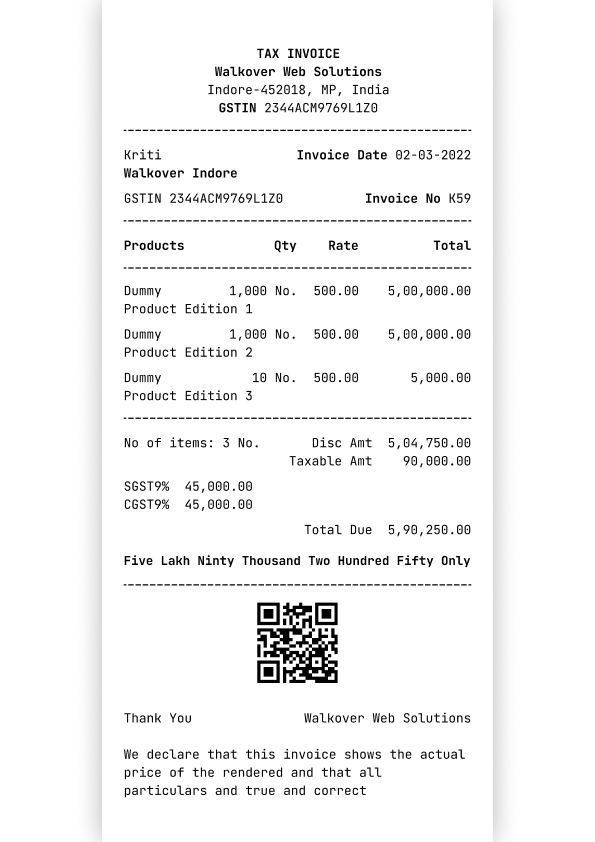 TAX INVOICE
Walkover Web Solutions
Indore-452018, MP, India
GSTIN 2344ACM9769L1Z0
Kriti Invoice Date 02-03-2022
Walkover Indore
GSTIN 2344ACM9769L1Z0 Invoice No K59
Products Qty Rate Total
Dummy 1,000 No. 500.00 5,00,000.00
Product Edition 1
Dummy 1,000 No. 500.00 5,00,000.00
Product Edition 2
Dummy 10 No. 500.00 5,000.00
Product Edition 3
No of items: 3 No. Disc Amt 5,04,750.00
Taxable Amt 90,000.00
SGST9% 45,000.00
CGST9% 45,000.00
Total Due 5,90,250.00
Five Lakh Ninty Thousand Two Hundred Fifty Only
Thank You Walkover Web Solutions
We declare that this invoice shows the actual
price of the rendered and that all
particulars and true and correct